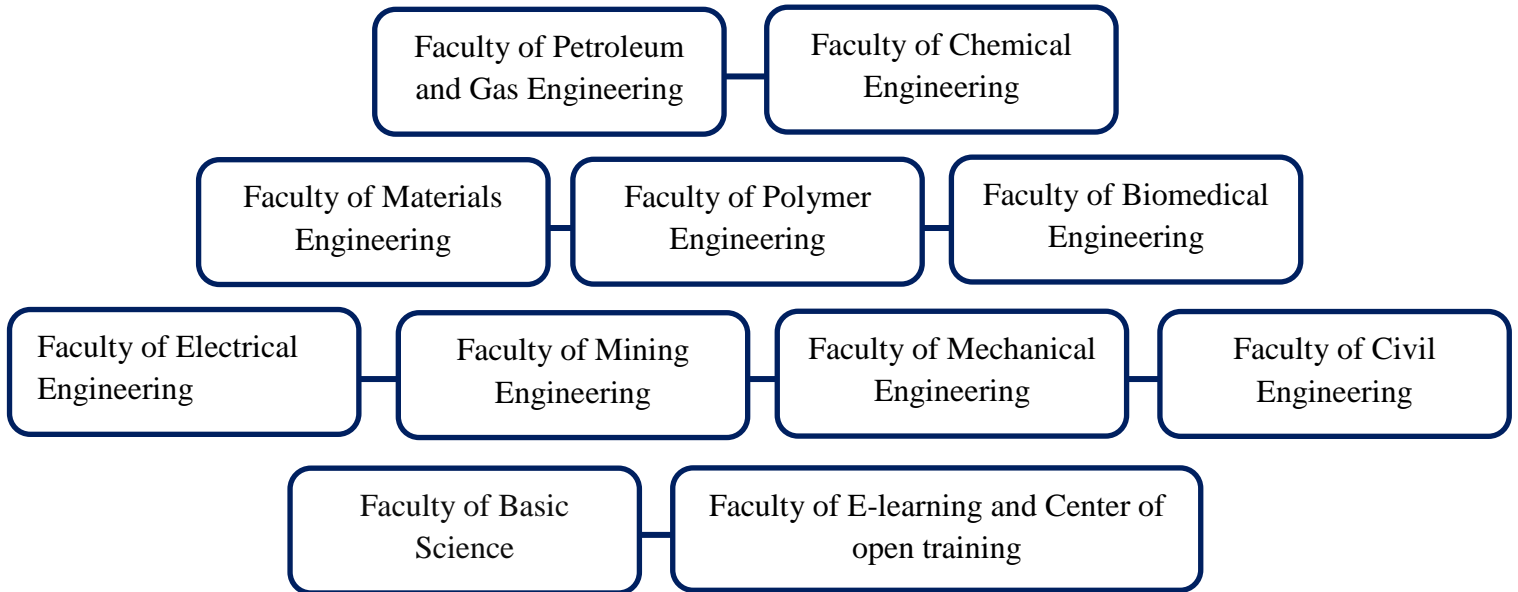 Faculty of Petroleum
and Gas Engineering
Faculty of Chemical
Engineering
Faculty of Materials
Engineering
Faculty of Polymer
Engineering
Faculty of Biomedical
Engineering
Faculty of Electrical
Engineering
Faculty of Mining
Engineering
Faculty of Mechanical
Engineering
Faculty of Civil
Engineering
Faculty of Basic
Science
Faculty of E-learning and Center of
open training